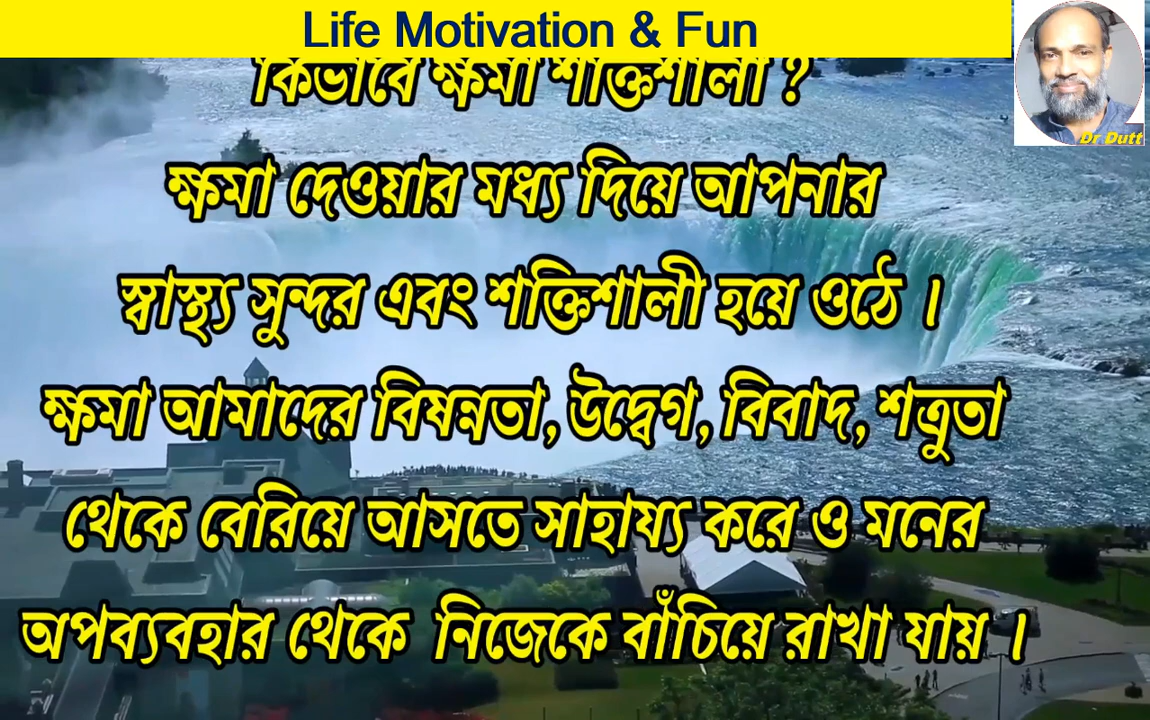 Life Motivation & Fun
Dr Dutt
কিভাবে ক্ষমা শক্তিশালী ?
ক্ষমা দেওয়ার মধ্য দিয়ে আপনার
স্বাস্থ্য সুন্দর এবং শক্তিশালী হয়ে ওঠে ।
ক্ষমা আমাদের বিষন্নতা, উদ্বেগ, বিবাদ, শত্রুতা
থেকে বেরিয়ে আসতে সাহায্য করে ও মনের
অপব্যবহার থেকে নিজেকে বাঁচিয়ে রাখা যায় ।